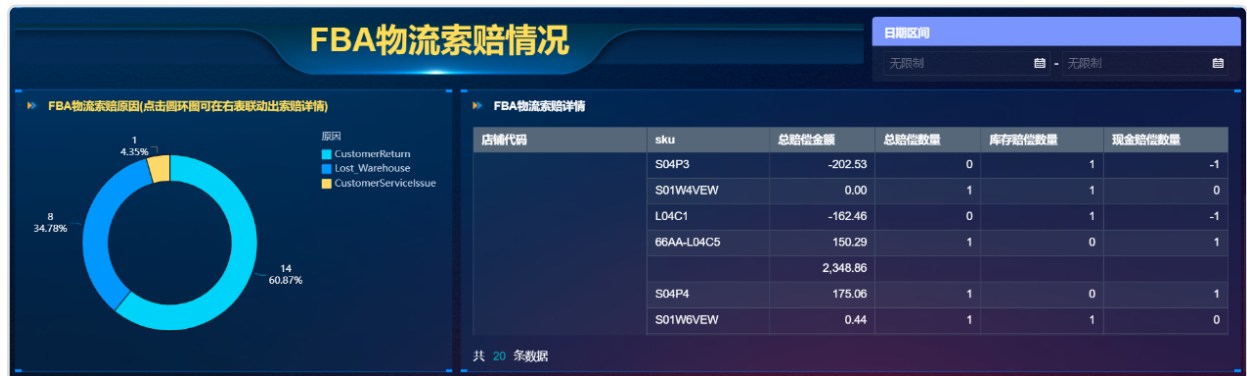 FBA物流索赔情况
日期区间
无限制 - 无限制
FBA物流索赔原因(点击圆环图可在右表联动出索赔详情)
原因
CustomerReturn
Lost_Warehouse
CustomerServiceIssue
1
4.35%
8
34.78%
14
60.87%
FBA物流索赔详情
店铺代码 sku 总赔偿金额 总赔偿数量 库存赔偿数量 现金赔偿数量
S04P3 -202.53 0 1 -1
S01W4VEW 0.00 1 1 0
L04C1 -162.46 0 1 -1
66AA-L04C5 150.29 1 0 1
2,348.86
S04P4 175.06 1 0 1
S01W6VEW 0.44 1 1 0
共 20 条数据